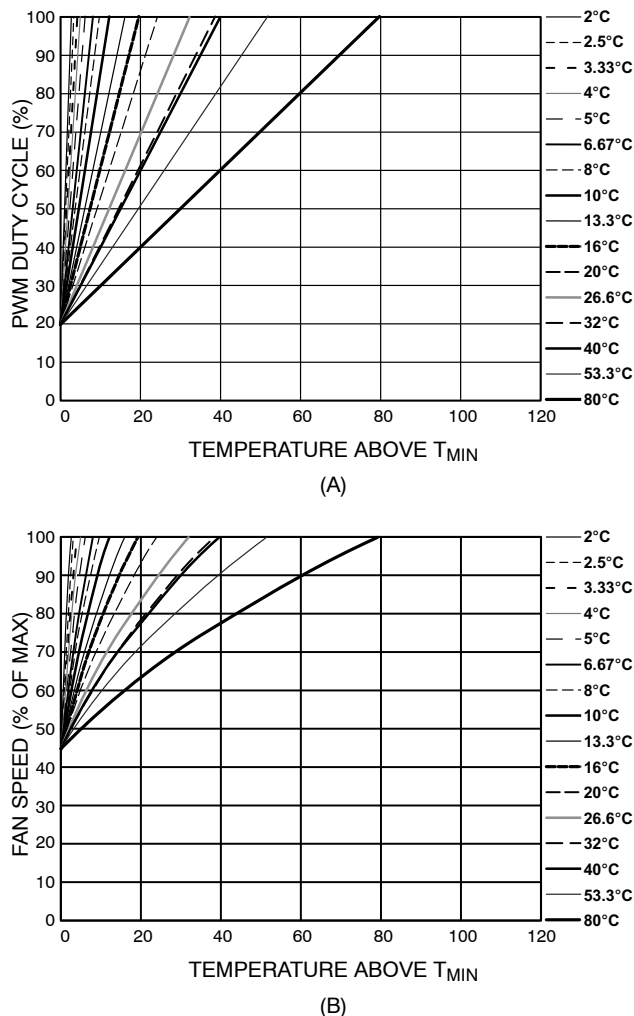 100
90
80
70
60
50
40
30
20
10
0
PWM DUTY CYCLE (%)
0 20 40 60 80 100 120
TEMPERATURE ABOVE TMIN
(A)
2°C
2.5°C
3.33°C
4°C
5°C
6.67°C
8°C
10°C
13.3°C
16°C
20°C
26.6°C
32°C
40°C
53.3°C
80°C
100
90
80
70
60
50
40
30
20
10
0
FAN SPEED (% OF MAX)
0 20 40 60 80 100 120
TEMPERATURE ABOVE TMIN
(B)
2°C
2.5°C
3.33°C
4°C
5°C
6.67°C
8°C
10°C
13.3°C
16°C
20°C
26.6°C
32°C
40°C
53.3°C
80°C